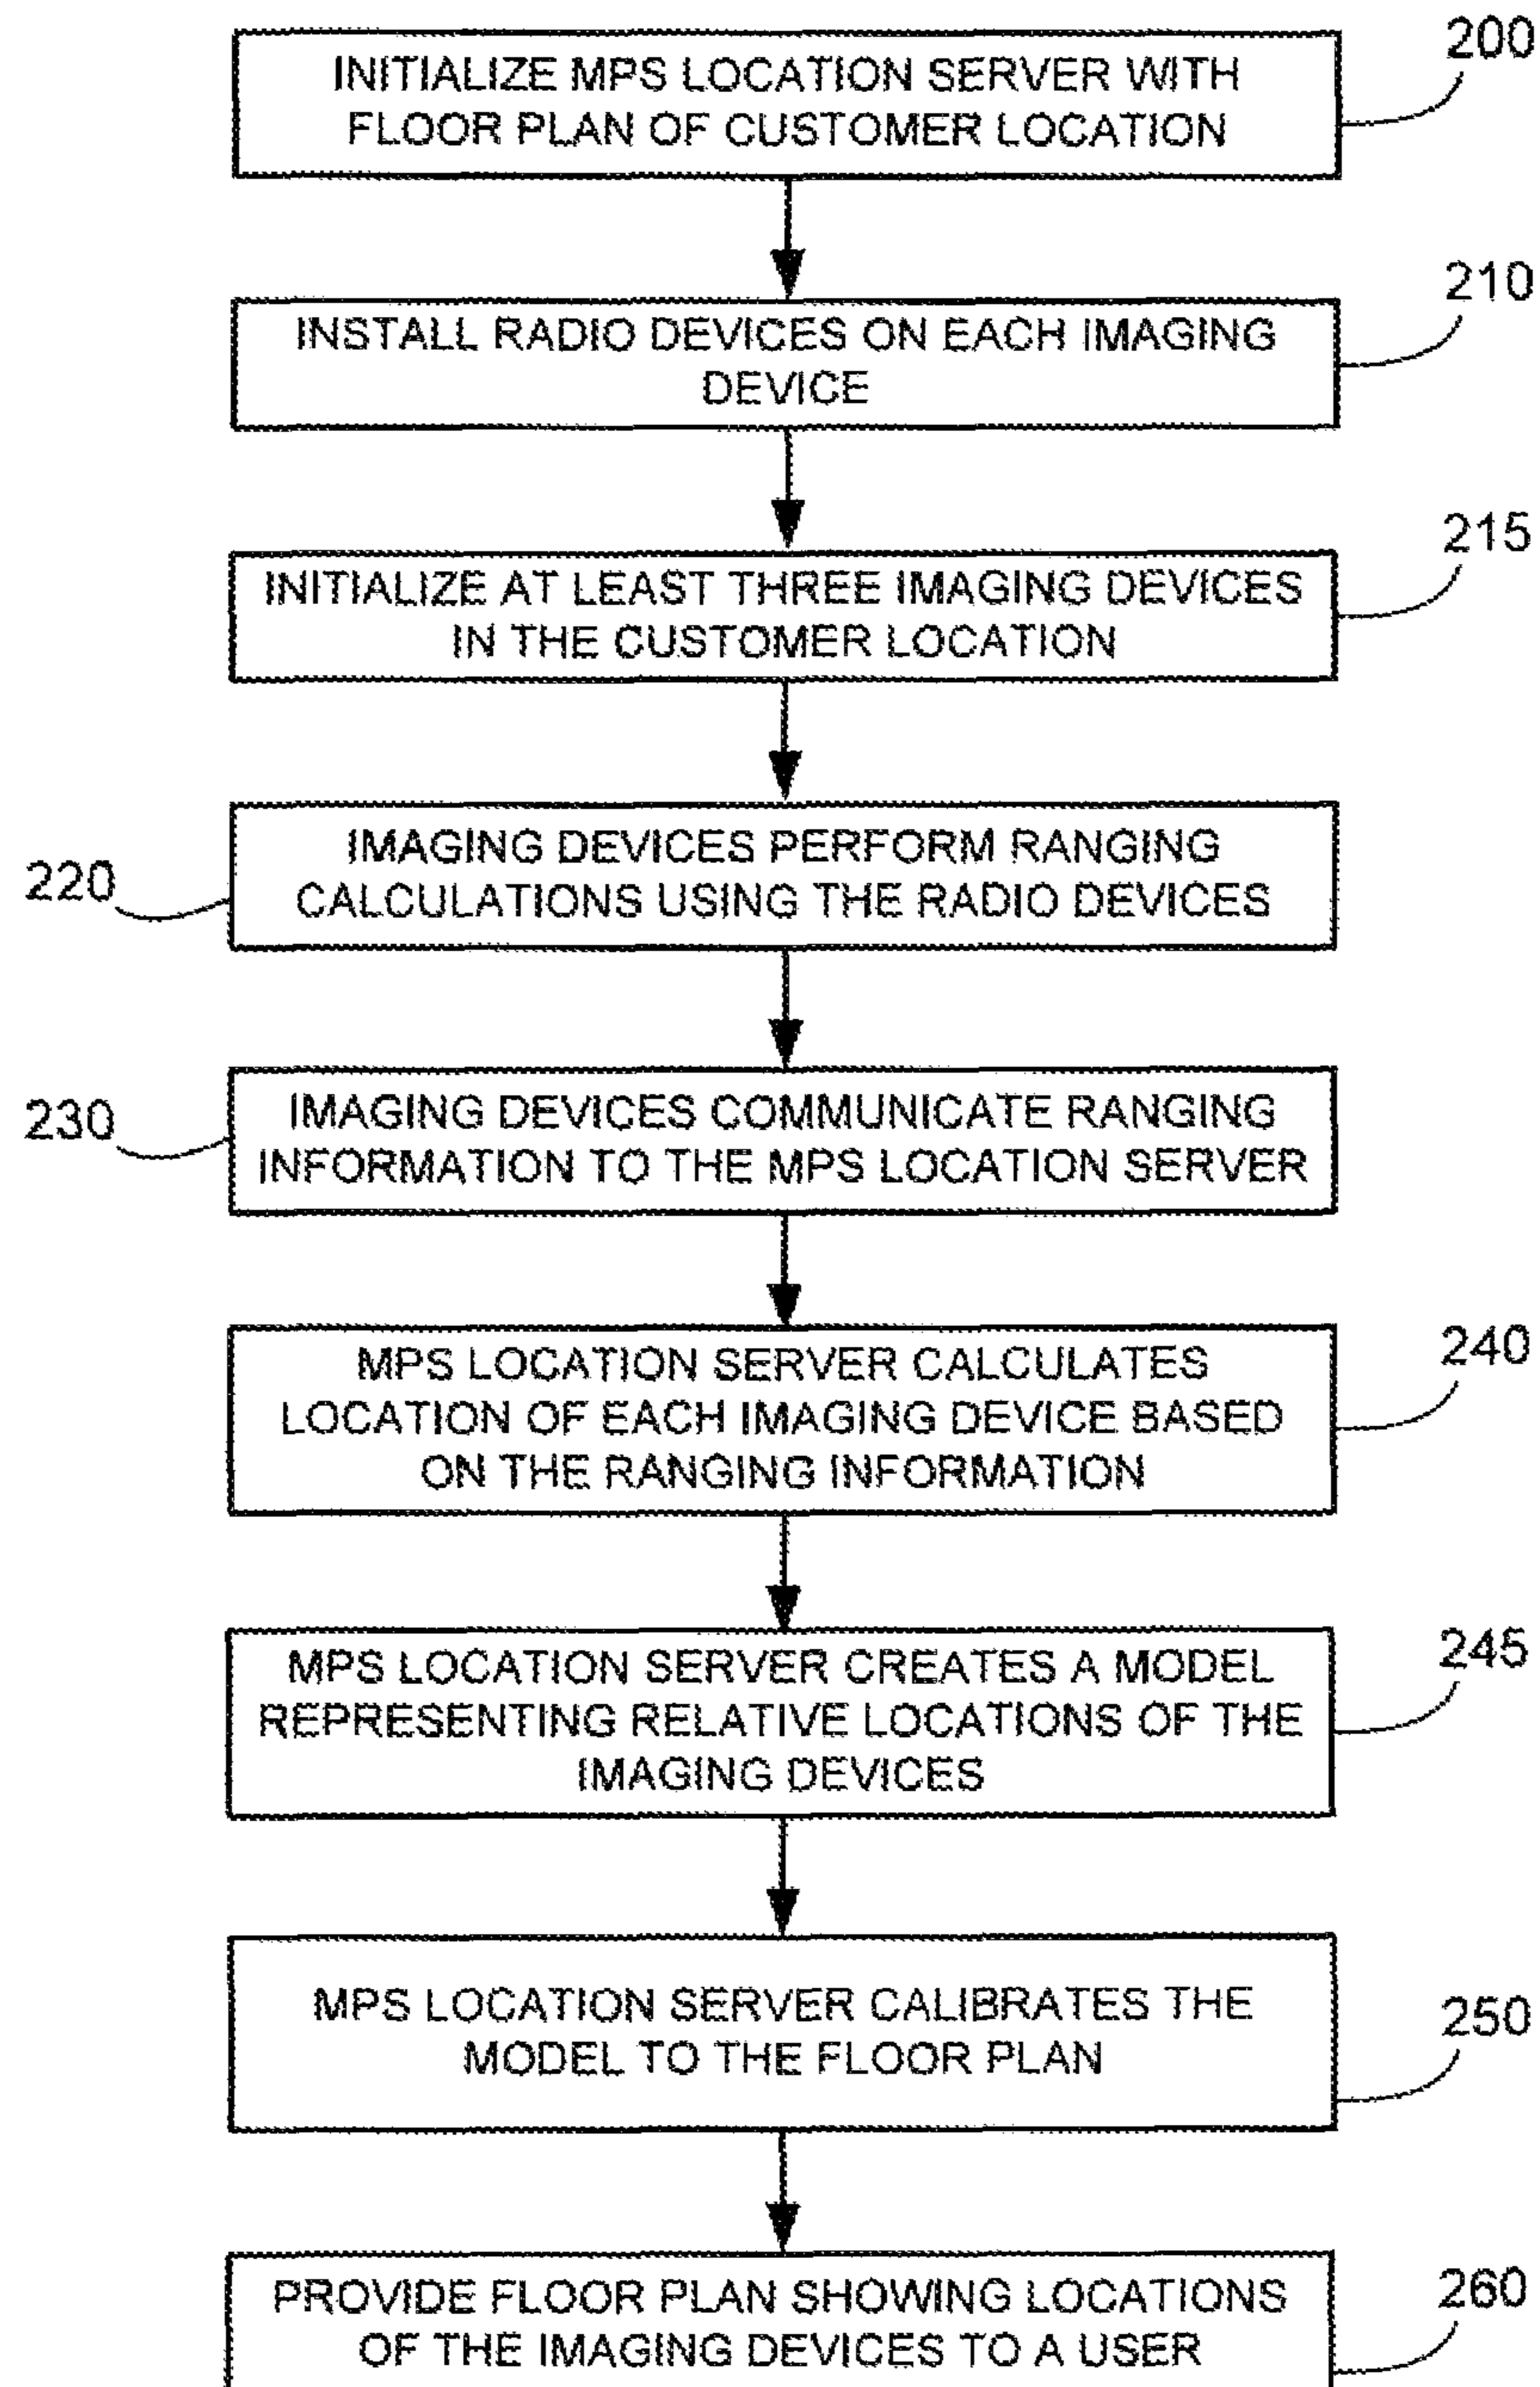 200
INITIALIZE MPS LOCATION SERVER WITH
FLOOR PLAN OF CUSTOMER LOCATION
210
INSTALL RADIO DEVICES ON EACH IMAGING
DEVICE
215
INITIALIZE AT LEAST THREE IMAGING DEVICES
IN THE CUSTOMER LOCATION
220
IMAGING DEVICES PERFORM RANGING
CALCULATIONS USING THE RADIO DEVICES
230
IMAGING DEVICES COMMUNICATE RANGING
INFORMATION TO THE MPS LOCATION SERVER
240
MPS LOCATION SERVER CALCULATES
LOCATION OF EACH IMAGING DEVICE BASED
ON THE RANGING INFORMATION
245
MPS LOCATION SERVER CREATES A MODEL
REPRESENTING RELATIVE LOCATIONS OF THE
IMAGING DEVICES
250
MPS LOCATION SERVER CALIBRATES THE
MODEL TO THE FLOOR PLAN
260
PROVIDE FLOOR PLAN SHOWING LOCATIONS
OF THE IMAGING DEVICES TO A USER